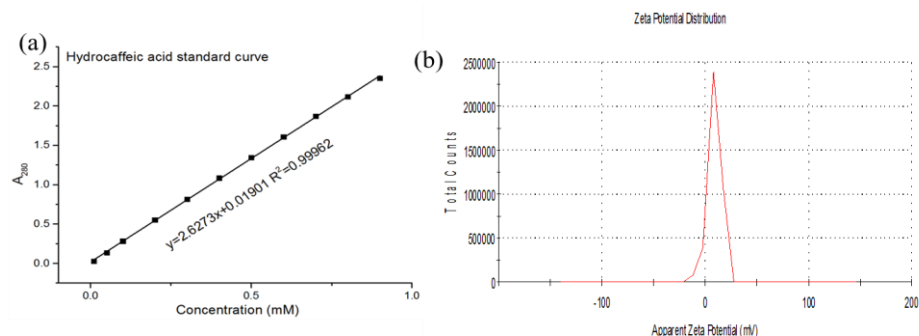 (a)
Hydrocaffeic acid standard curve
2.5
2.0
1.5
1.0
0.5
0.0
A280
y=2.6273x+0.01901 R²=0.99962
0.0 0.5 1.0
Concentration (mM)
(b)
Zeta Potential Distribution
2500000
2000000
1500000
1000000
500000
0
Total Counts
-100 0 100 200
Apparent Zeta Potential (mV)